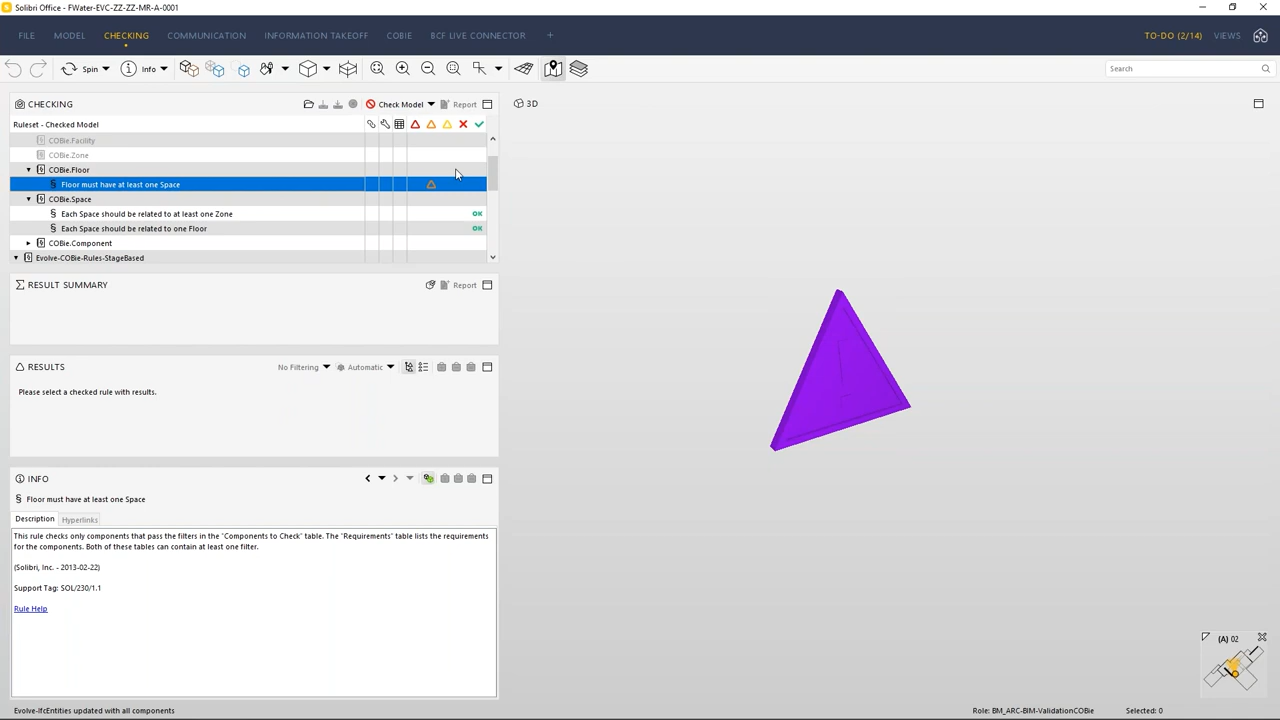 Solibri Office - FWater-EVC-ZZ-ZZ-MR-A-0001
FILE MODEL CHECKING COMMUNICATION INFORMATION TAKEOFF COBIE BCF LIVE CONNECTOR + TO-DO (2/14) VIEWS
Spin Info Search
CHECKING Check Model Report 3D
Ruleset - Checked Model
COBie.Facility
COBie.Zone
COBie.Floor
§ Floor must have at least one Space
COBie.Space
§ Each Space should be related to at least one Zone OK
§ Each Space should be related to one Floor OK
COBie.Component
Evolve-COBie-Rules-StageBased
RESULT SUMMARY Report
RESULTS No Filtering Automatic
Please select a checked rule with results.
INFO
§ Floor must have at least one Space
Description Hyperlinks
This rule checks only components that pass the filters in the 'Components to Check' table. The 'Requirements' table lists the requirements
for the components. Both of these tables can contain at least one filter.
(Solibri, Inc. - 2013-02-22)
Support Tag: SOL/230/1.1
Rule Help
(A) 02
Evolve-IfcEntities updated with all components Role: BM_ARC-BIM-ValidationCOBie Selected: 0